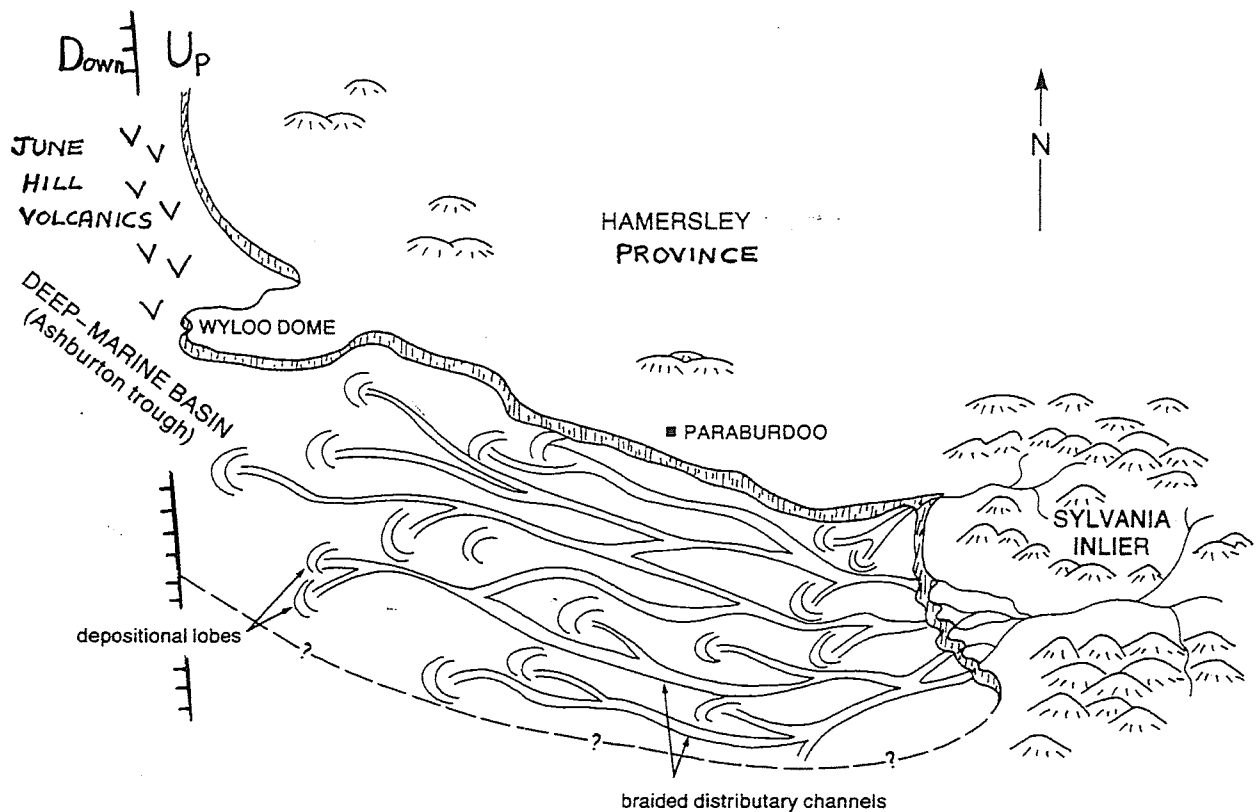 Down Up
JUNE
HILL
VOLCANICS
N
HAMERSLEY
PROVINCE
DEEP-MARINE BASIN
(Ashburton trough)
WYLOO DOME
PARABURDOO
SYLVANIA
INLIER
depositional lobes
?
?
?
braided distributary channels